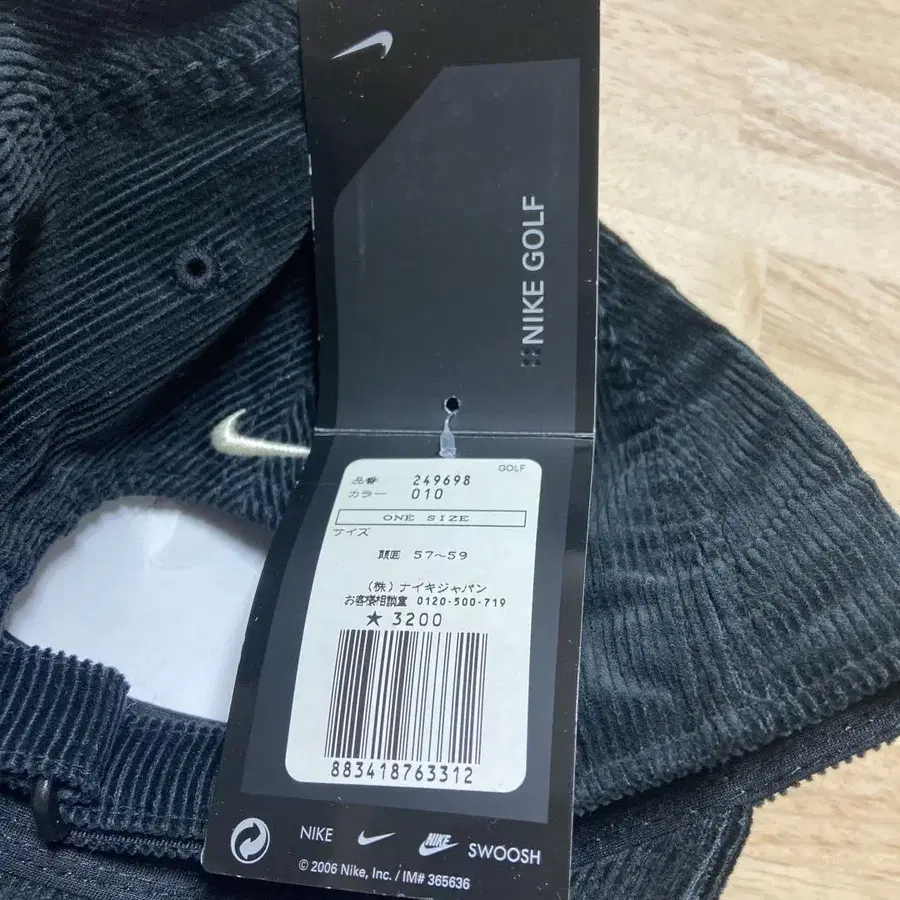 NIKE GOLF
GOLF
品番 249698
カラー 010
ONE SIZE
サイズ
頭囲 57~59
(株)ナイキジャパン
お客様相談室 0120-500-719
★ 3200
883418763312
NIKE NIKE SWOOSH
© 2006 Nike, Inc. / IM# 365636